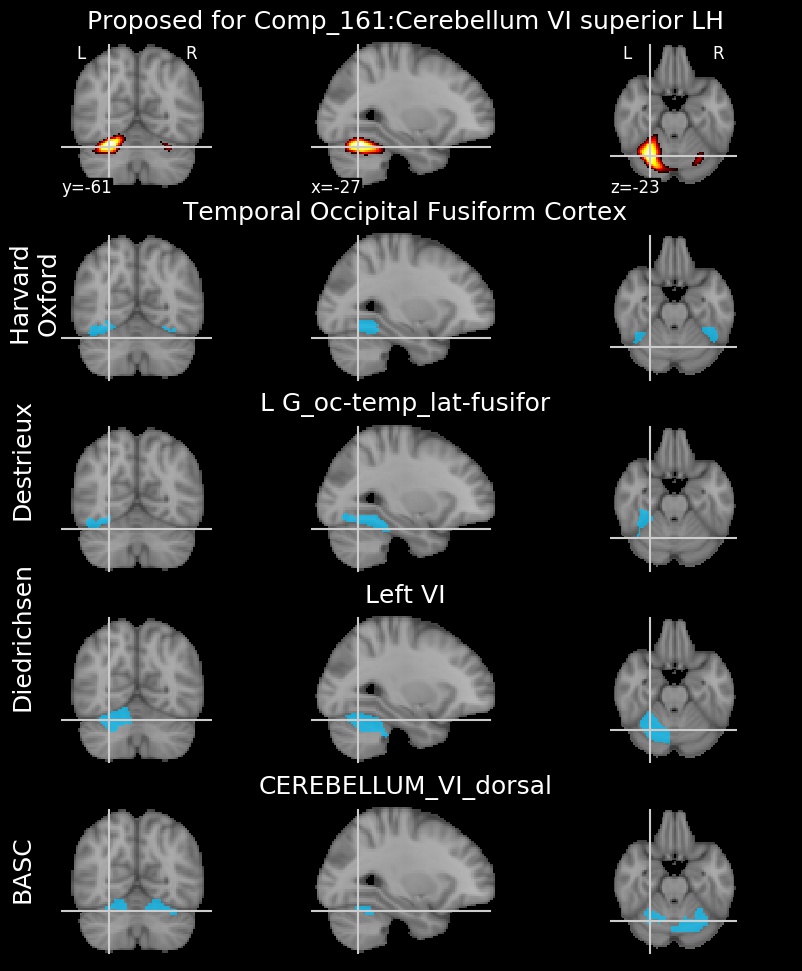 Proposed for Comp_161:Cerebellum VI superior LH
L R
L R
y=-61
x=-27
z=-23
Temporal Occipital Fusiform Cortex
Harvard
Oxford
L G_oc-temp_lat-fusifor
Destrieux
Left VI
Diedrichsen
CEREBELLUM_VI_dorsal
BASC